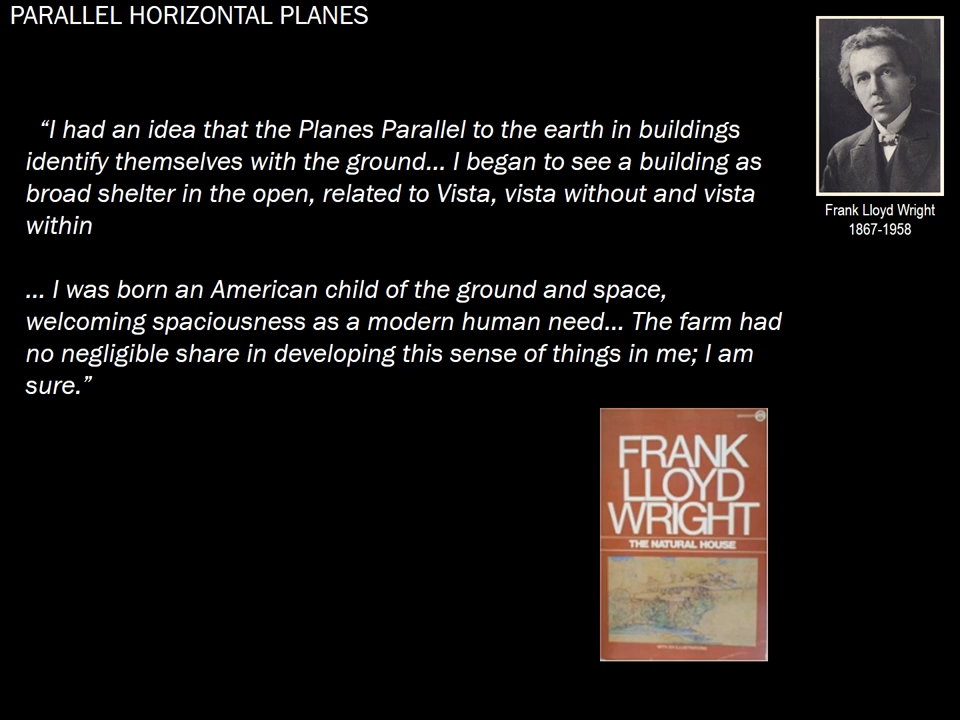 PARALLEL HORIZONTAL PLANES
“I had an idea that the Planes Parallel to the earth in buildings
identify themselves with the ground... I began to see a building as
broad shelter in the open, related to Vista, vista without and vista
within
... I was born an American child of the ground and space,
welcoming spaciousness as a modern human need... The farm had
no negligible share in developing this sense of things in me; I am
sure.”
Frank Lloyd Wright
1867-1958
FRANK
LLOYD
WRIGHT
THE NATURAL HOUSE